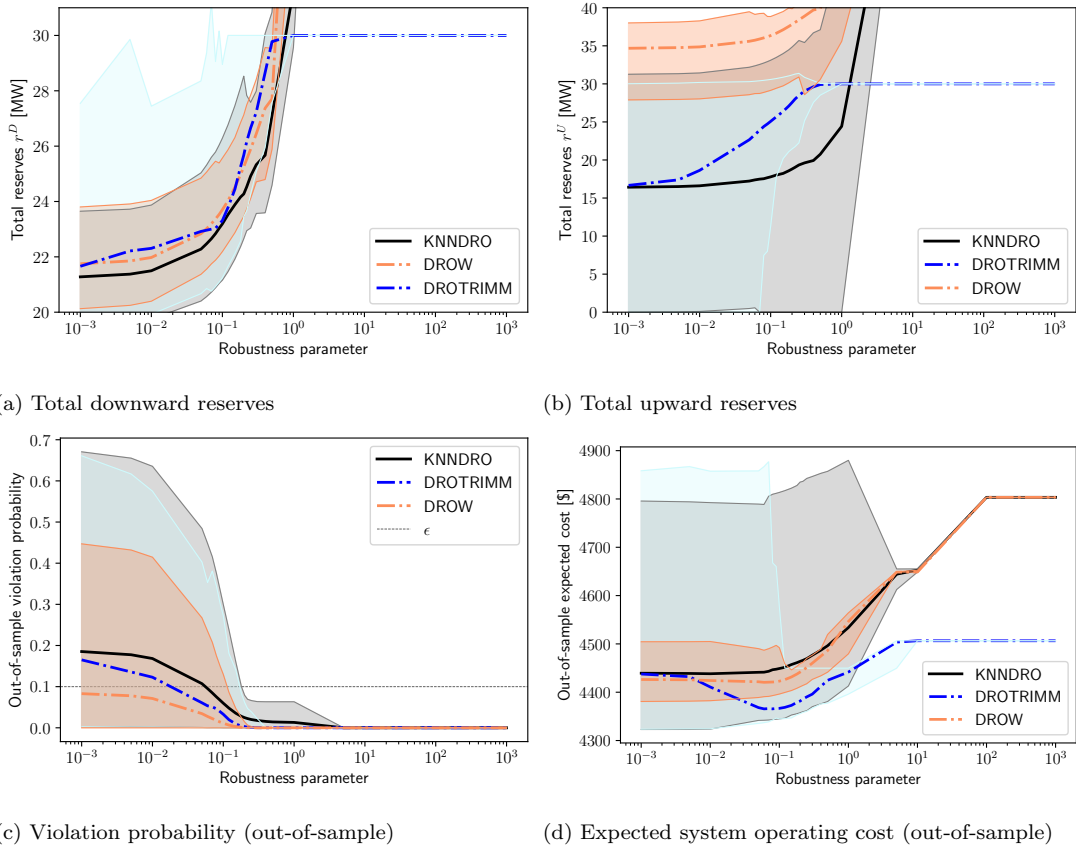 30
28
26
24
22
20
Total reserves r^D [MW]
KNNDRO
DROW
DROTRIMM
10^−3
10^−2
10^−1
10^0
10^1
10^2
10^3
Robustness parameter
40
35
30
25
20
15
10
5
0
Total reserves r^U [MW]
KNNDRO
DROTRIMM
DROW
10^−3
10^−2
10^−1
10^0
10^1
10^2
10^3
Robustness parameter
(a) Total downward reserves
(b) Total upward reserves
0.7
0.6
0.5
0.4
0.3
0.2
0.1
0.0
Out-of-sample violation probability
KNNDRO
DROTRIMM
DROW
ϵ
10^−3
10^−2
10^−1
10^0
10^1
10^2
10^3
Robustness parameter
4900
4800
4700
4600
4500
4400
4300
Out-of-sample expected cost [$]
KNNDRO
DROTRIMM
DROW
10^−3
10^−2
10^−1
10^0
10^1
10^2
10^3
Robustness parameter
(c) Violation probability (out-of-sample)
(d) Expected system operating cost (out-of-sample)